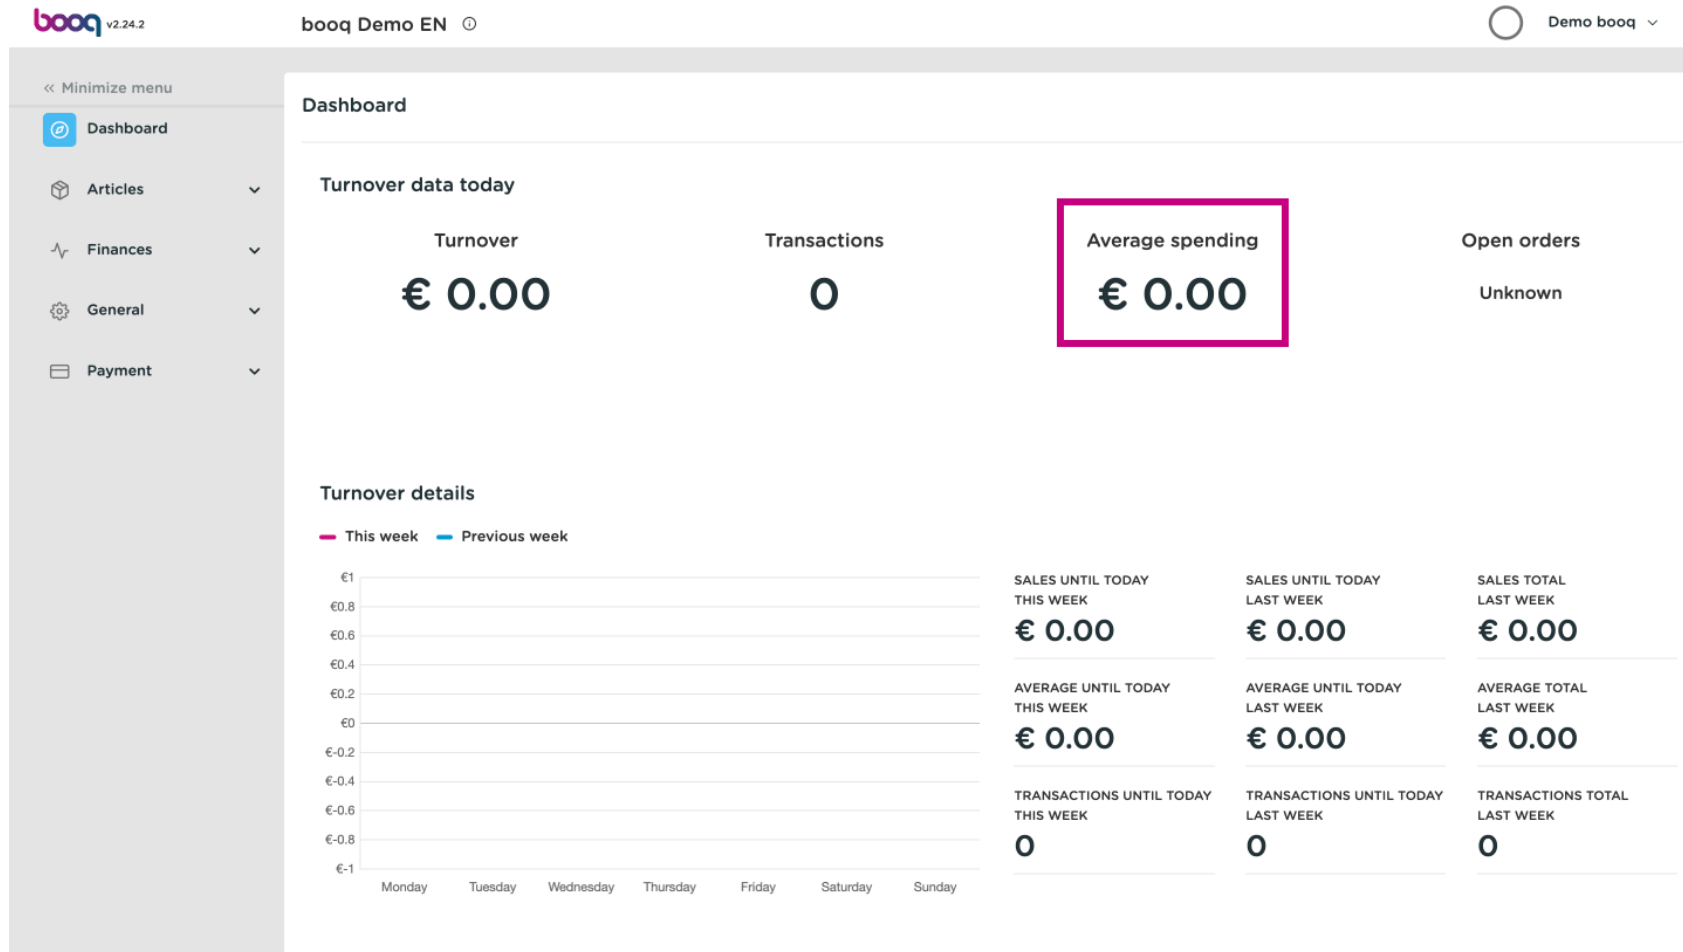 booq v2.24.2
booq Demo EN
Demo booq
Minimize menu
Dashboard
Articles
Finances
General
Payment
Dashboard
Turnover data today
Turnover
€ 0.00
Transactions
0
Average spending
€ 0.00
Open orders
Unknown
Turnover details
This week Previous week
€1
€0.8
€0.6
€0.4
€0.2
€0
€-0.2
€-0.4
€-0.6
€-0.8
€-1
Monday Tuesday Wednesday Thursday Friday Saturday Sunday
SALES UNTIL TODAY
THIS WEEK
€ 0.00
SALES UNTIL TODAY
LAST WEEK
€ 0.00
SALES TOTAL
LAST WEEK
€ 0.00
AVERAGE UNTIL TODAY
THIS WEEK
€ 0.00
AVERAGE UNTIL TODAY
LAST WEEK
€ 0.00
AVERAGE TOTAL
LAST WEEK
€ 0.00
TRANSACTIONS UNTIL TODAY
THIS WEEK
0
TRANSACTIONS UNTIL TODAY
LAST WEEK
0
TRANSACTIONS TOTAL
LAST WEEK
0